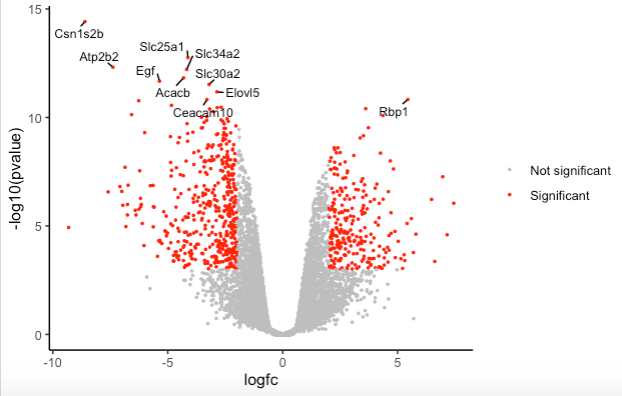 15
Csn1s2b
Slc25a1
Atp2b2
Slc34a2
Egf
Slc30a2
Acacb
Elovl5
Ceacam10
Rbp1
10
-log10(pvalue)
Not significant
Significant
5
0
-10
-5
0
5
logfc